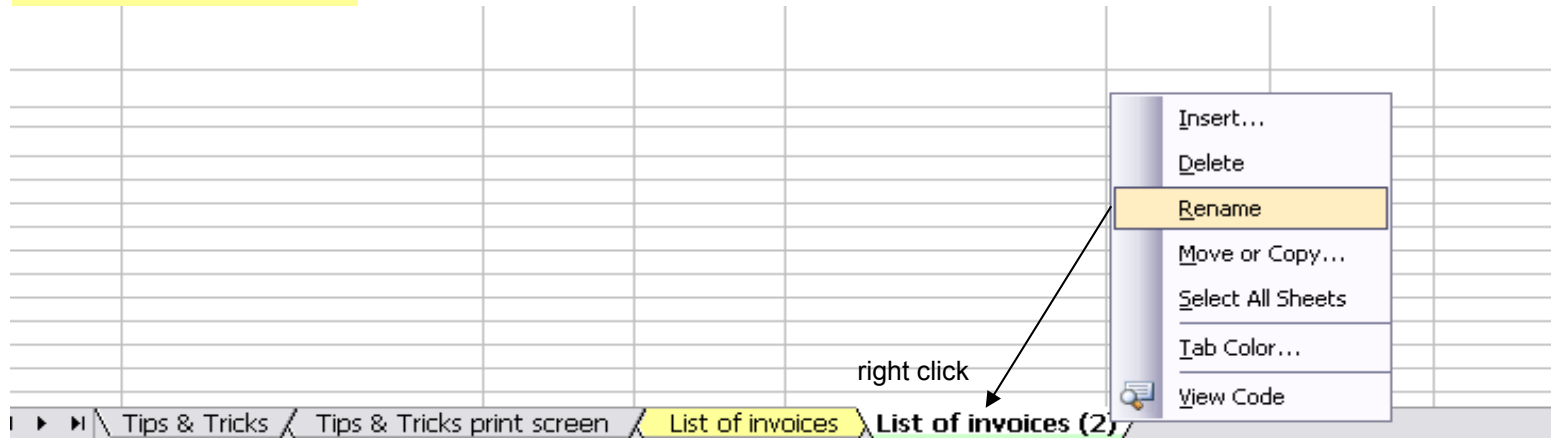 Insert...
Delete
Rename
Move or Copy...
Select All Sheets
Tab Color...
right click
View Code
Tips & Tricks Tips & Tricks print screen List of invoices List of invoices (2)